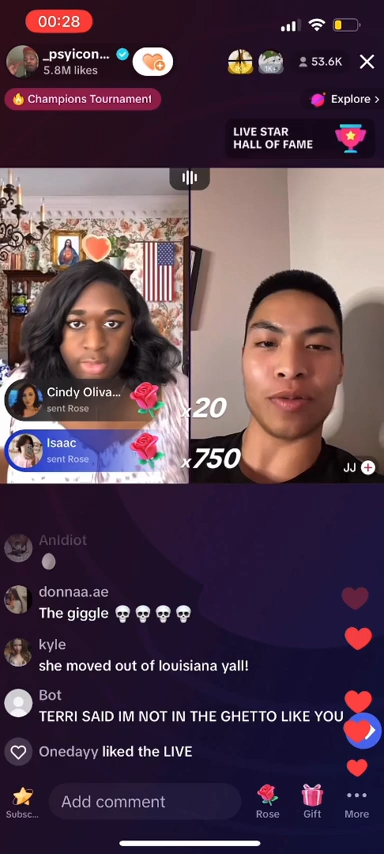 00:28
_psyicon...
5.8M likes
1K+
53.6K
Champions Tournament
Explore >
LIVE STAR
HALL OF FAME
Cindy Oliva...
sent Rose
x20
Isaac
sent Rose
x750
JJ
AnIdiot
donnaa.ae
The giggle 💀💀💀💀
kyle
she moved out of louisiana yall!
Bot
TERRI SAID IM NOT IN THE GHETTO LIKE YOU
Onedayy liked the LIVE
Subsc...
Add comment
Rose
Gift
More